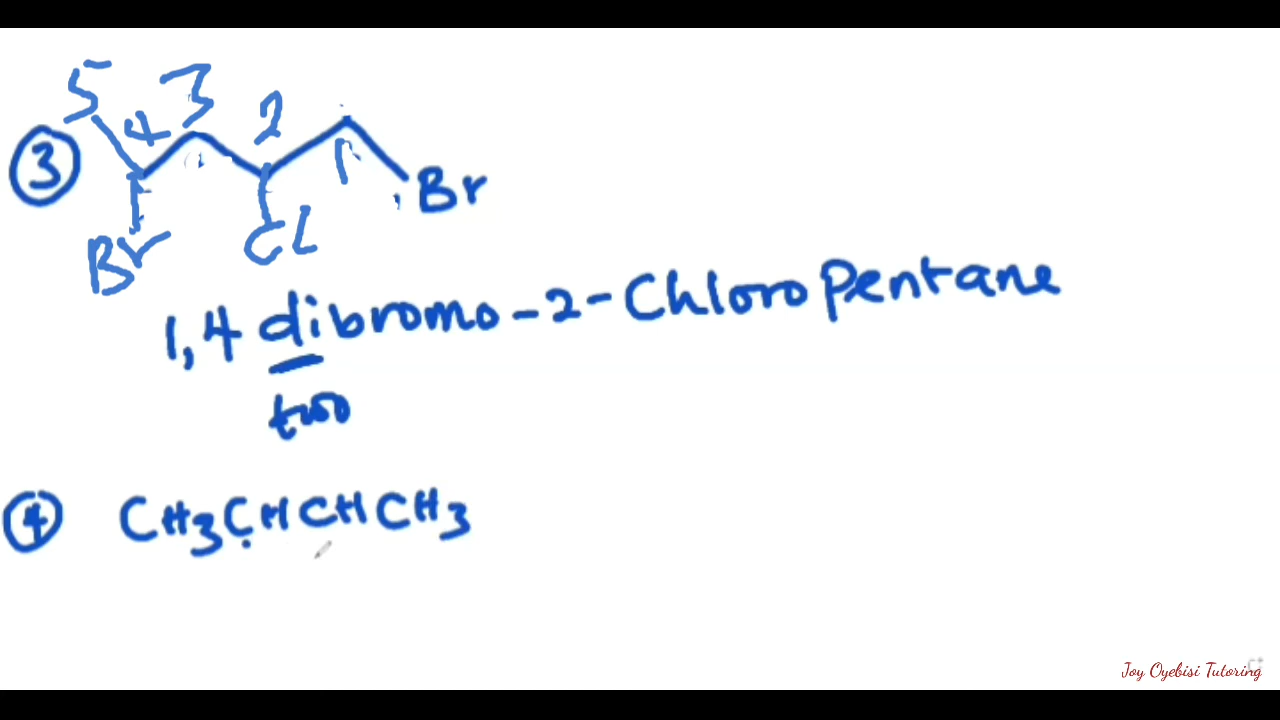 5 4 3 2 1
③ Br
Br Cl
1,4 dibromo-2-Chloro Pentane
two
④ CH3CHCHCH3
Joy Oyebisi Tutoring